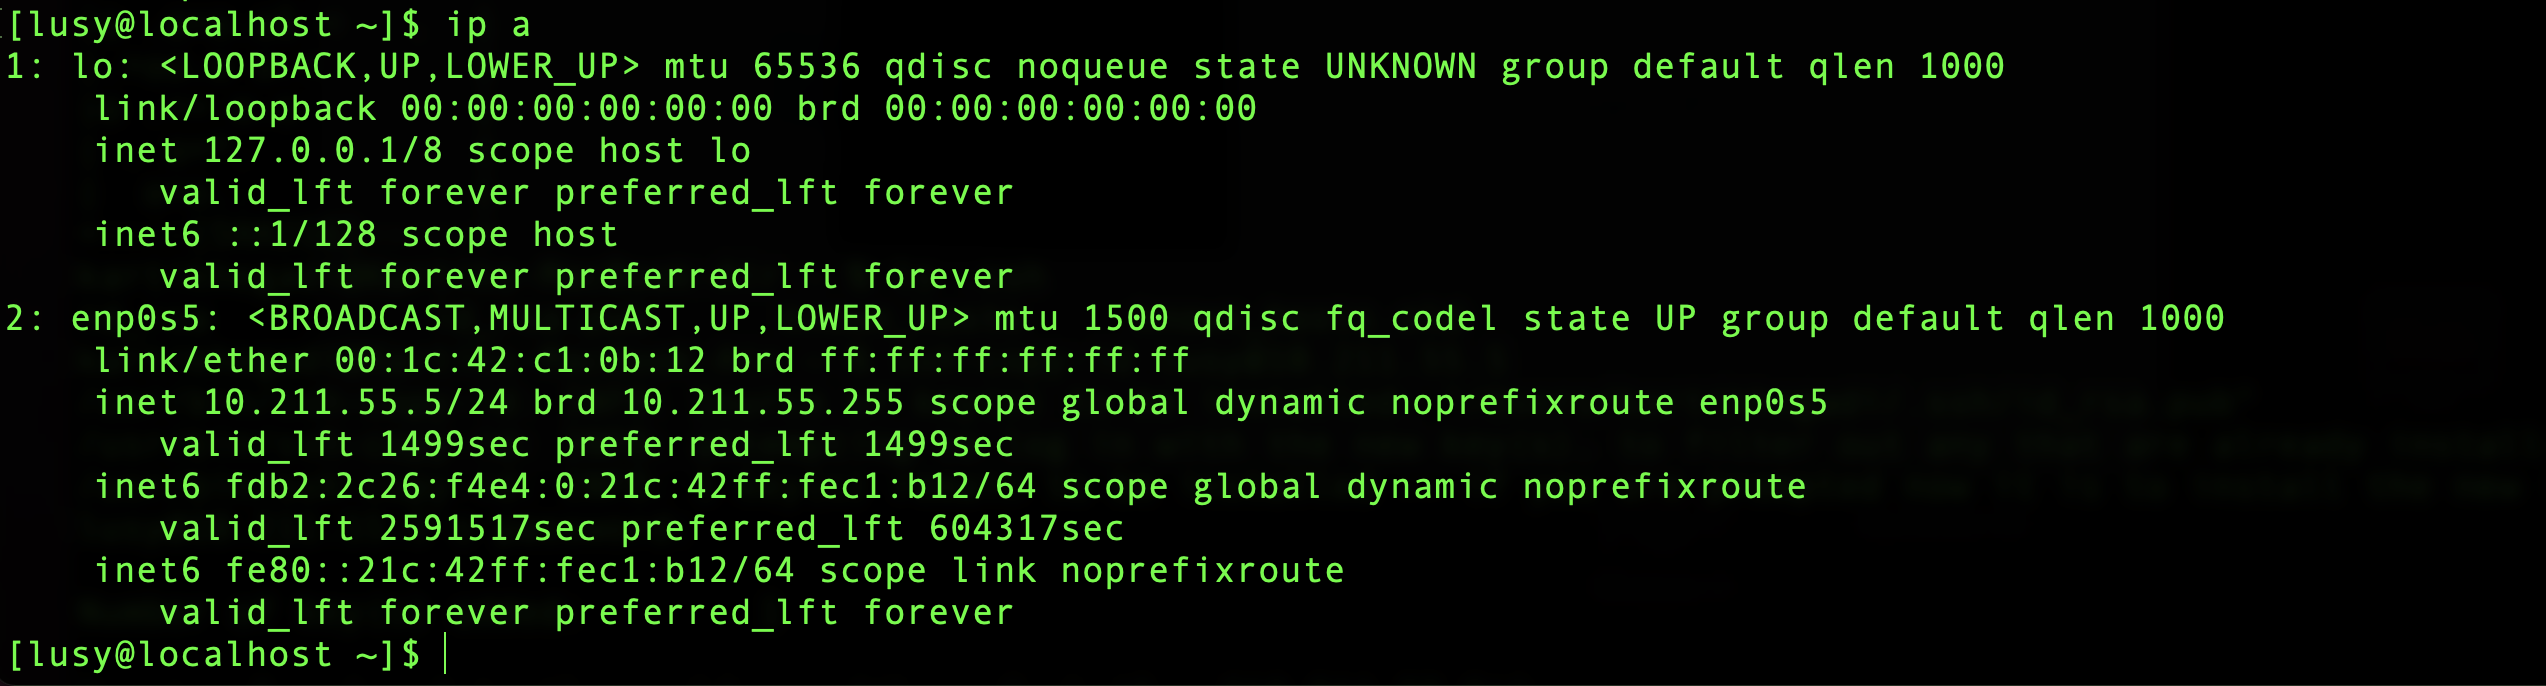 [lusy@localhost ~]$ ip a
1: lo: <LOOPBACK,UP,LOWER_UP> mtu 65536 qdisc noqueue state UNKNOWN group default qlen 1000
    link/loopback 00:00:00:00:00:00 brd 00:00:00:00:00:00
    inet 127.0.0.1/8 scope host lo
       valid_lft forever preferred_lft forever
    inet6 ::1/128 scope host
       valid_lft forever preferred_lft forever
2: enp0s5: <BROADCAST,MULTICAST,UP,LOWER_UP> mtu 1500 qdisc fq_codel state UP group default qlen 1000
    link/ether 00:1c:42:c1:0b:12 brd ff:ff:ff:ff:ff:ff
    inet 10.211.55.5/24 brd 10.211.55.255 scope global dynamic noprefixroute enp0s5
       valid_lft 1499sec preferred_lft 1499sec
    inet6 fdb2:2c26:f4e4:0:21c:42ff:fec1:b12/64 scope global dynamic noprefixroute
       valid_lft 2591517sec preferred_lft 604317sec
    inet6 fe80::21c:42ff:fec1:b12/64 scope link noprefixroute
       valid_lft forever preferred_lft forever
[lusy@localhost ~]$